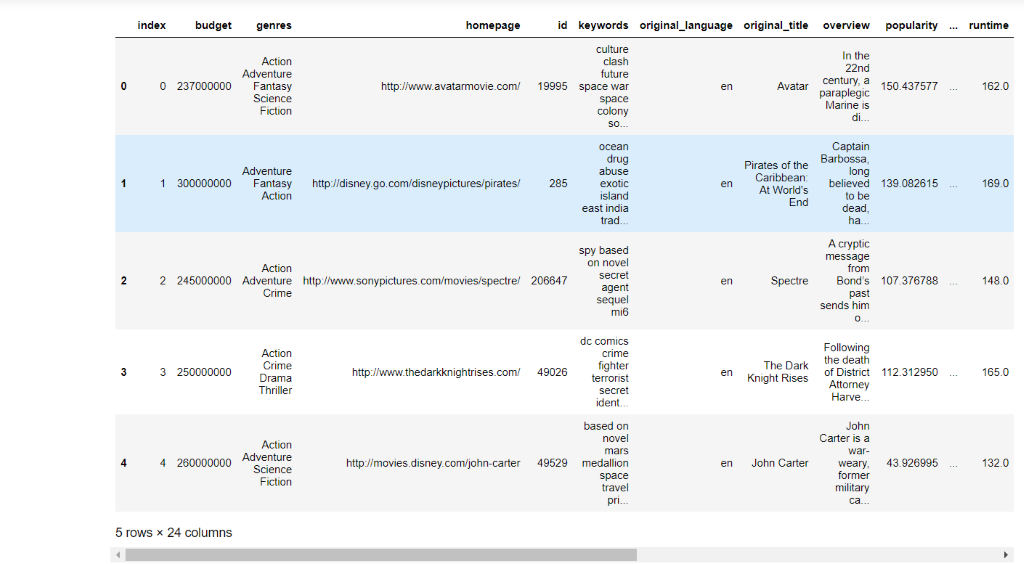 index budget genres homepage id keywords original_language original_title overview popularity ... runtime
0 0 237000000 Action Adventure Fantasy Science Fiction http://www.avatarmovie.com/ 19995 culture clash future space war space colony so... en Avatar In the 22nd century, a paraplegic Marine is di... 150.437577 ... 162.0
1 1 300000000 Adventure Fantasy Action http://disney.go.com/disneypictures/pirates/ 285 ocean drug abuse exotic island east india trad... en Pirates of the Caribbean: At World's End Captain Barbossa, long believed to be dead, ha... 139.082615 ... 169.0
2 2 245000000 Action Adventure Crime http://www.sonypictures.com/movies/spectre/ 206647 spy based on novel secret agent sequel mi6 en Spectre A cryptic message from Bond's past sends him o... 107.376788 ... 148.0
3 3 250000000 Action Crime Drama Thriller http://www.thedarkknightrises.com/ 49026 dc comics crime fighter terrorist secret ident... en The Dark Knight Rises Following the death of District Attorney Harve... 112.312950 ... 165.0
4 4 260000000 Action Adventure Science Fiction http://movies.disney.com/john-carter 49529 based on novel mars medallion space travel pri... en John Carter John Carter is a war-weary, former military ca... 43.926995 ... 132.0
5 rows × 24 columns